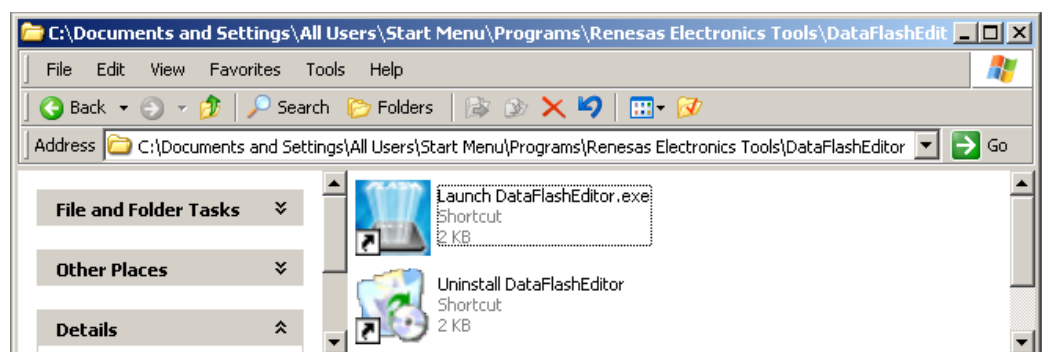 C:\Documents and Settings\All Users\Start Menu\Programs\Renesas Electronics Tools\DataFlashEdit
File Edit View Favorites Tools Help
Back Search Folders
Address C:\Documents and Settings\All Users\Start Menu\Programs\Renesas Electronics Tools\DataFlashEditor Go
File and Folder Tasks
Other Places
Details
Launch DataFlashEditor.exe
Shortcut
2 KB
Uninstall DataFlashEditor
Shortcut
2 KB